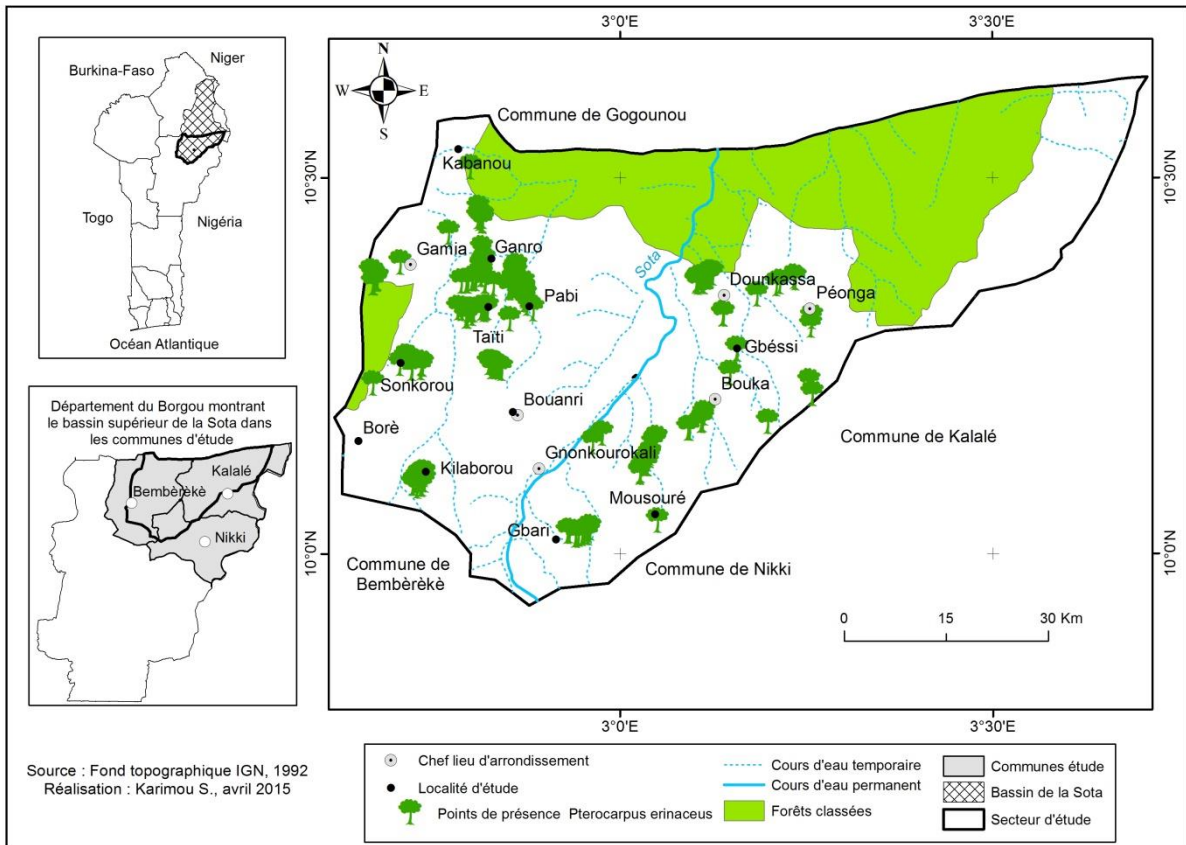 Burkina-Faso
Niger
Togo
Nigéria
Océan Atlantique
Département du Borgou montrant
le bassin supérieur de la Sota dans
les communes d'étude
Kalalé
Bembèrèkè
Nikki
Source : Fond topographique IGN, 1992
Réalisation : Karimou S., avril 2015
3°0'E
3°30'E
N
W
E
S
Commune de Gogounou
10°30'N
10°30'N
Kabanou
Gamia
Ganro
Sota
Dounkassa
Péonga
Pabi
Taïti
Gbéssi
Sonkorou
Bouka
Bouanri
Borè
Commune de Kalalé
Gnonkourokali
Kilaborou
Mousouré
Gbari
10°0'N
10°0'N
Commune de
Bembèrèkè
Commune de Nikki
0
15
30 Km
3°0'E
3°30'E
Chef lieu d'arrondissement
Localité d'étude
Points de présence Pterocarpus erinaceus
Cours d'eau temporaire
Cours d'eau permanent
Forêts classées
Communes étude
Bassin de la Sota
Secteur d'étude